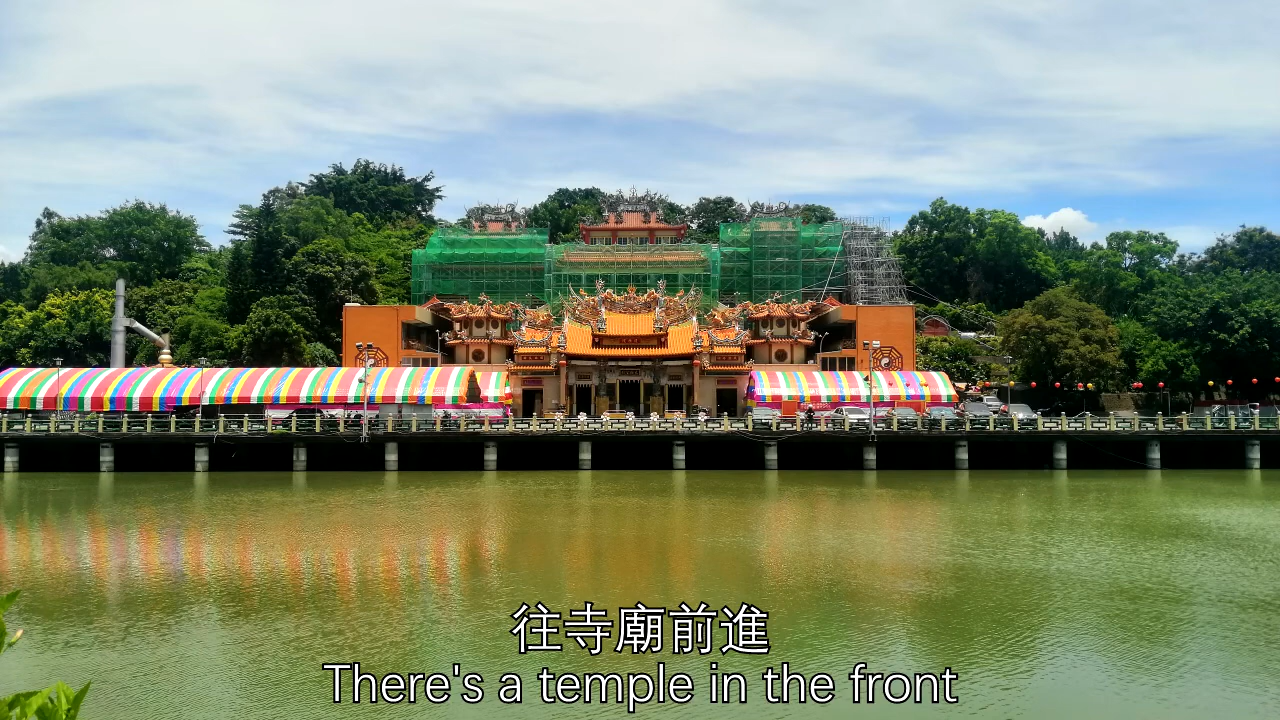 往寺廟前進
There's a temple in the front